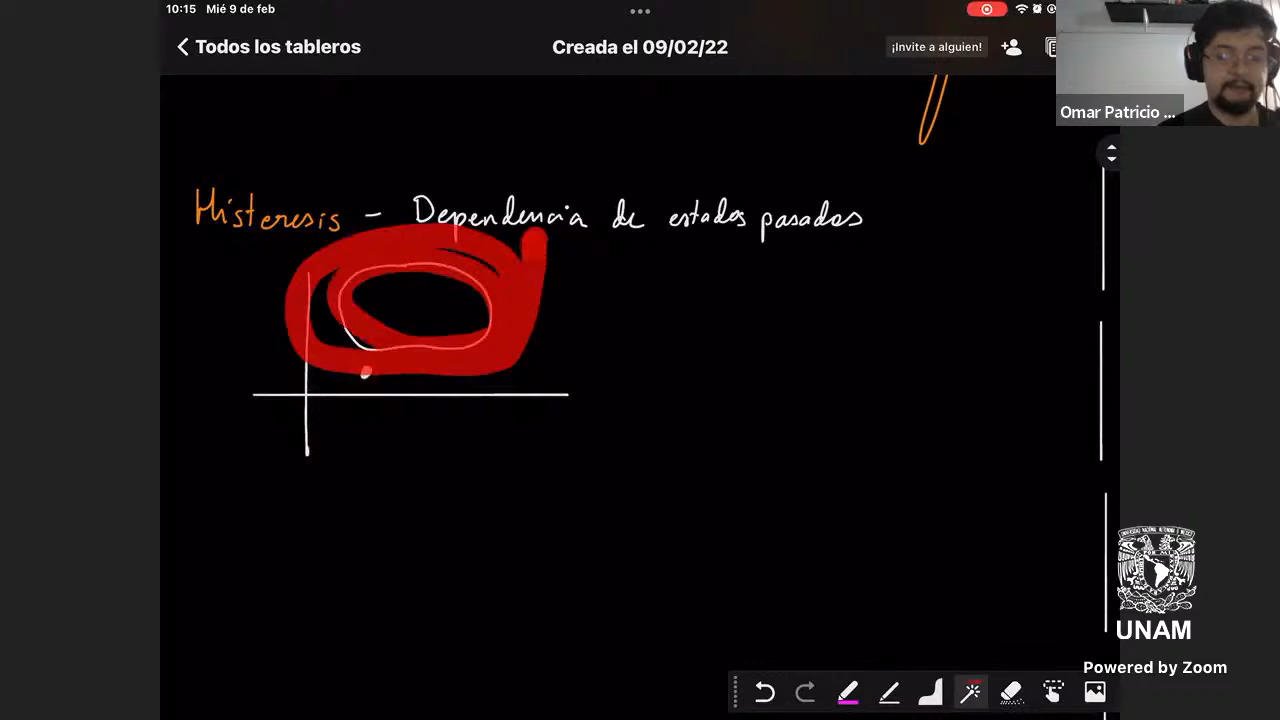 10:15 Mié 9 de feb
Todos los tableros
Creada el 09/02/22
¡Invite a alguien!
Omar Patricio ...
Histeresis - Dependencia de estados pasados
UNAM
Powered by Zoom